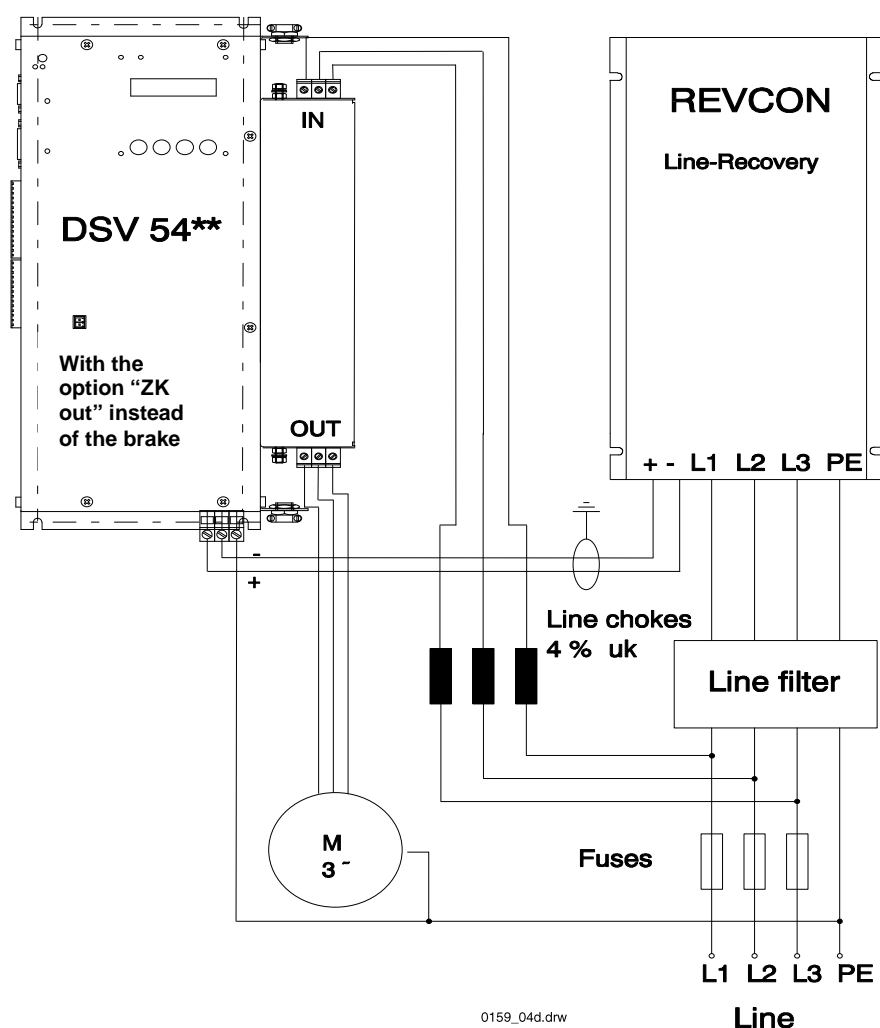 REVCON
Line-Recovery
IN
DSV 54**
With the
option “ZK
out” instead
of the brake
OUT
+ - L1 L2 L3 PE
-
+
Line chokes
4 % uk
Line filter
M
3 ~
Fuses
L1 L2 L3 PE
0159_04d.drw
Line